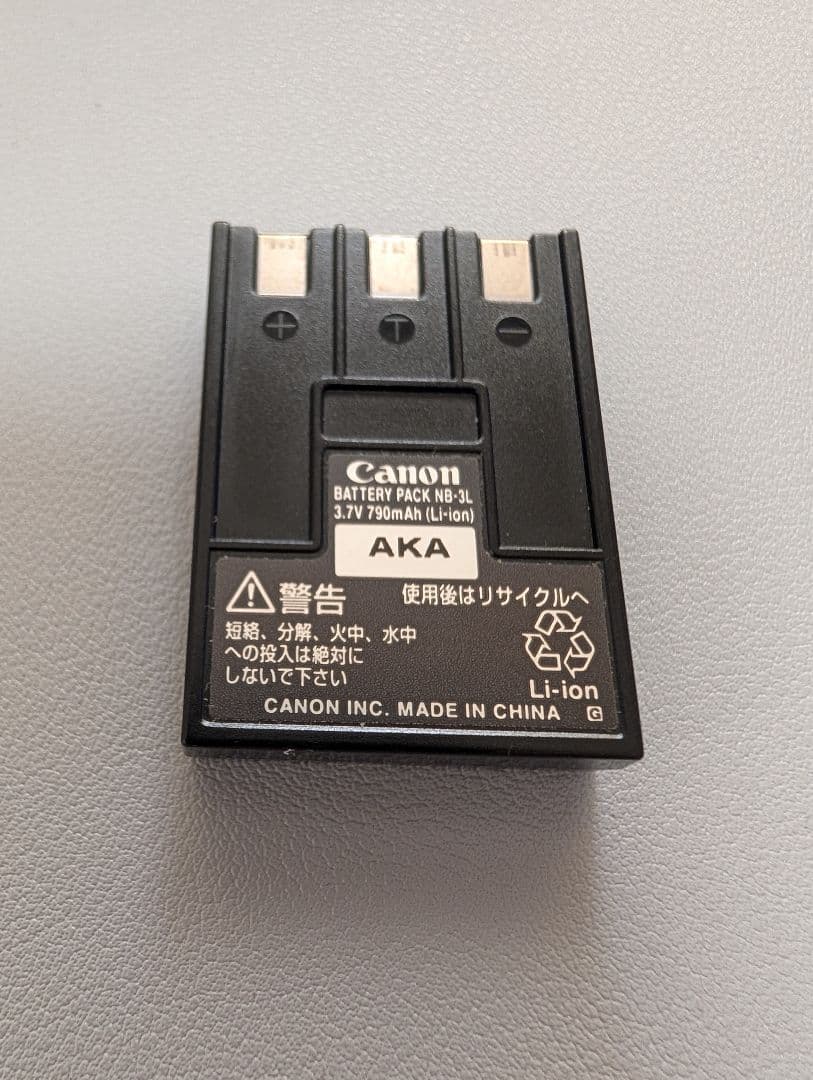 + T −
Canon
BATTERY PACK NB-3L
3.7V 790mAh (Li-ion)
AKA
警告
使用後はリサイクルへ
短絡、分解、火中、水中
への投入は絶対に
しないで下さい
Li-ion
CANON INC. MADE IN CHINA G